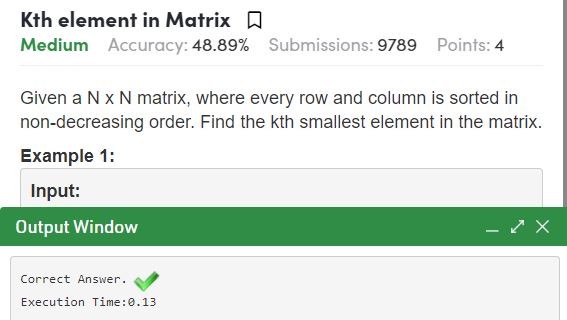 Kth element in Matrix
Medium Accuracy: 48.89% Submissions: 9789 Points: 4
Given a N x N matrix, where every row and column is sorted in
non-decreasing order. Find the kth smallest element in the matrix.
Example 1:
Input:
Output Window
Correct Answer.
Execution Time:0.13